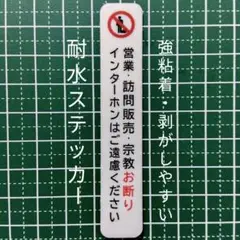 強粘着・剥がしやすい
営業・訪問販売・宗教お断り
インターホンはご遠慮ください
耐水ステッカー